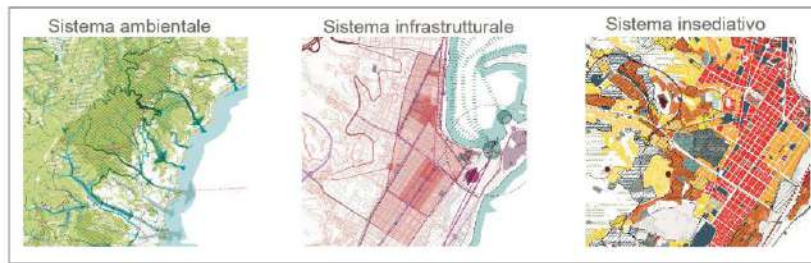 Sistema ambientale
Sistema infrastrutturale
Sistema insediativo